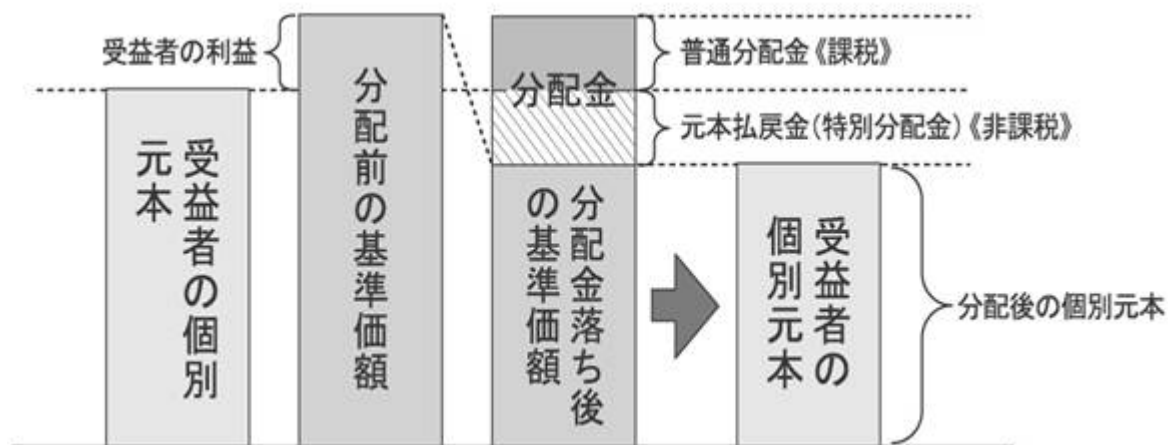 受益者の利益
普通分配金《課税》
分配金
元本払戻金(特別分配金)《非課税》
受益者の個別
元本
分配前の基準価額
分配金落ち後
の基準価額
受益者の
個別元本
分配後の個別元本